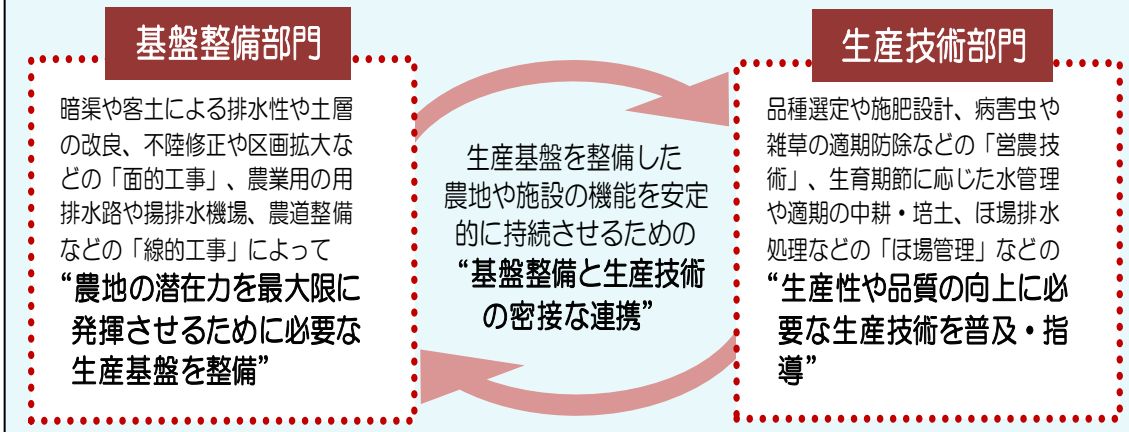 基盤整備部門
暗渠や客土による排水性や土層
の改良、不陸修正や区画拡大な
どの「面的工事」、農業用の用
排水路や揚排水機場、農道整備
などの「線的工事」によって
“農地の潜在力を最大限に
発揮させるために必要な
生産基盤を整備”
生産基盤を整備した
農地や施設の機能を安定
的に持続させるための
“基盤整備と生産技術
の密接な連携”
生産技術部門
品種選定や施肥設計、病害虫や
雑草の適期防除などの「営農技
術」、生育期節に応じた水管理
や適期の中耕・培土、ほ場排水
処理などの「ほ場管理」などの
“生産性や品質の向上に必
要な生産技術を普及・指
導”